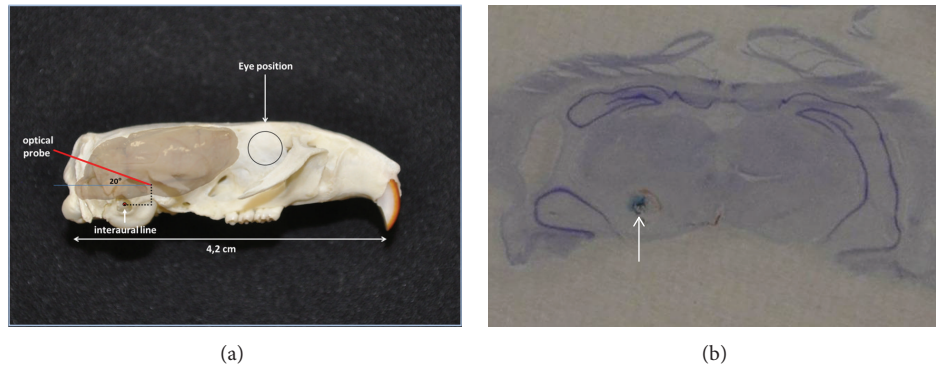 Eye position
optical
probe
20°
interaural line
4,2 cm
(a)
(b)